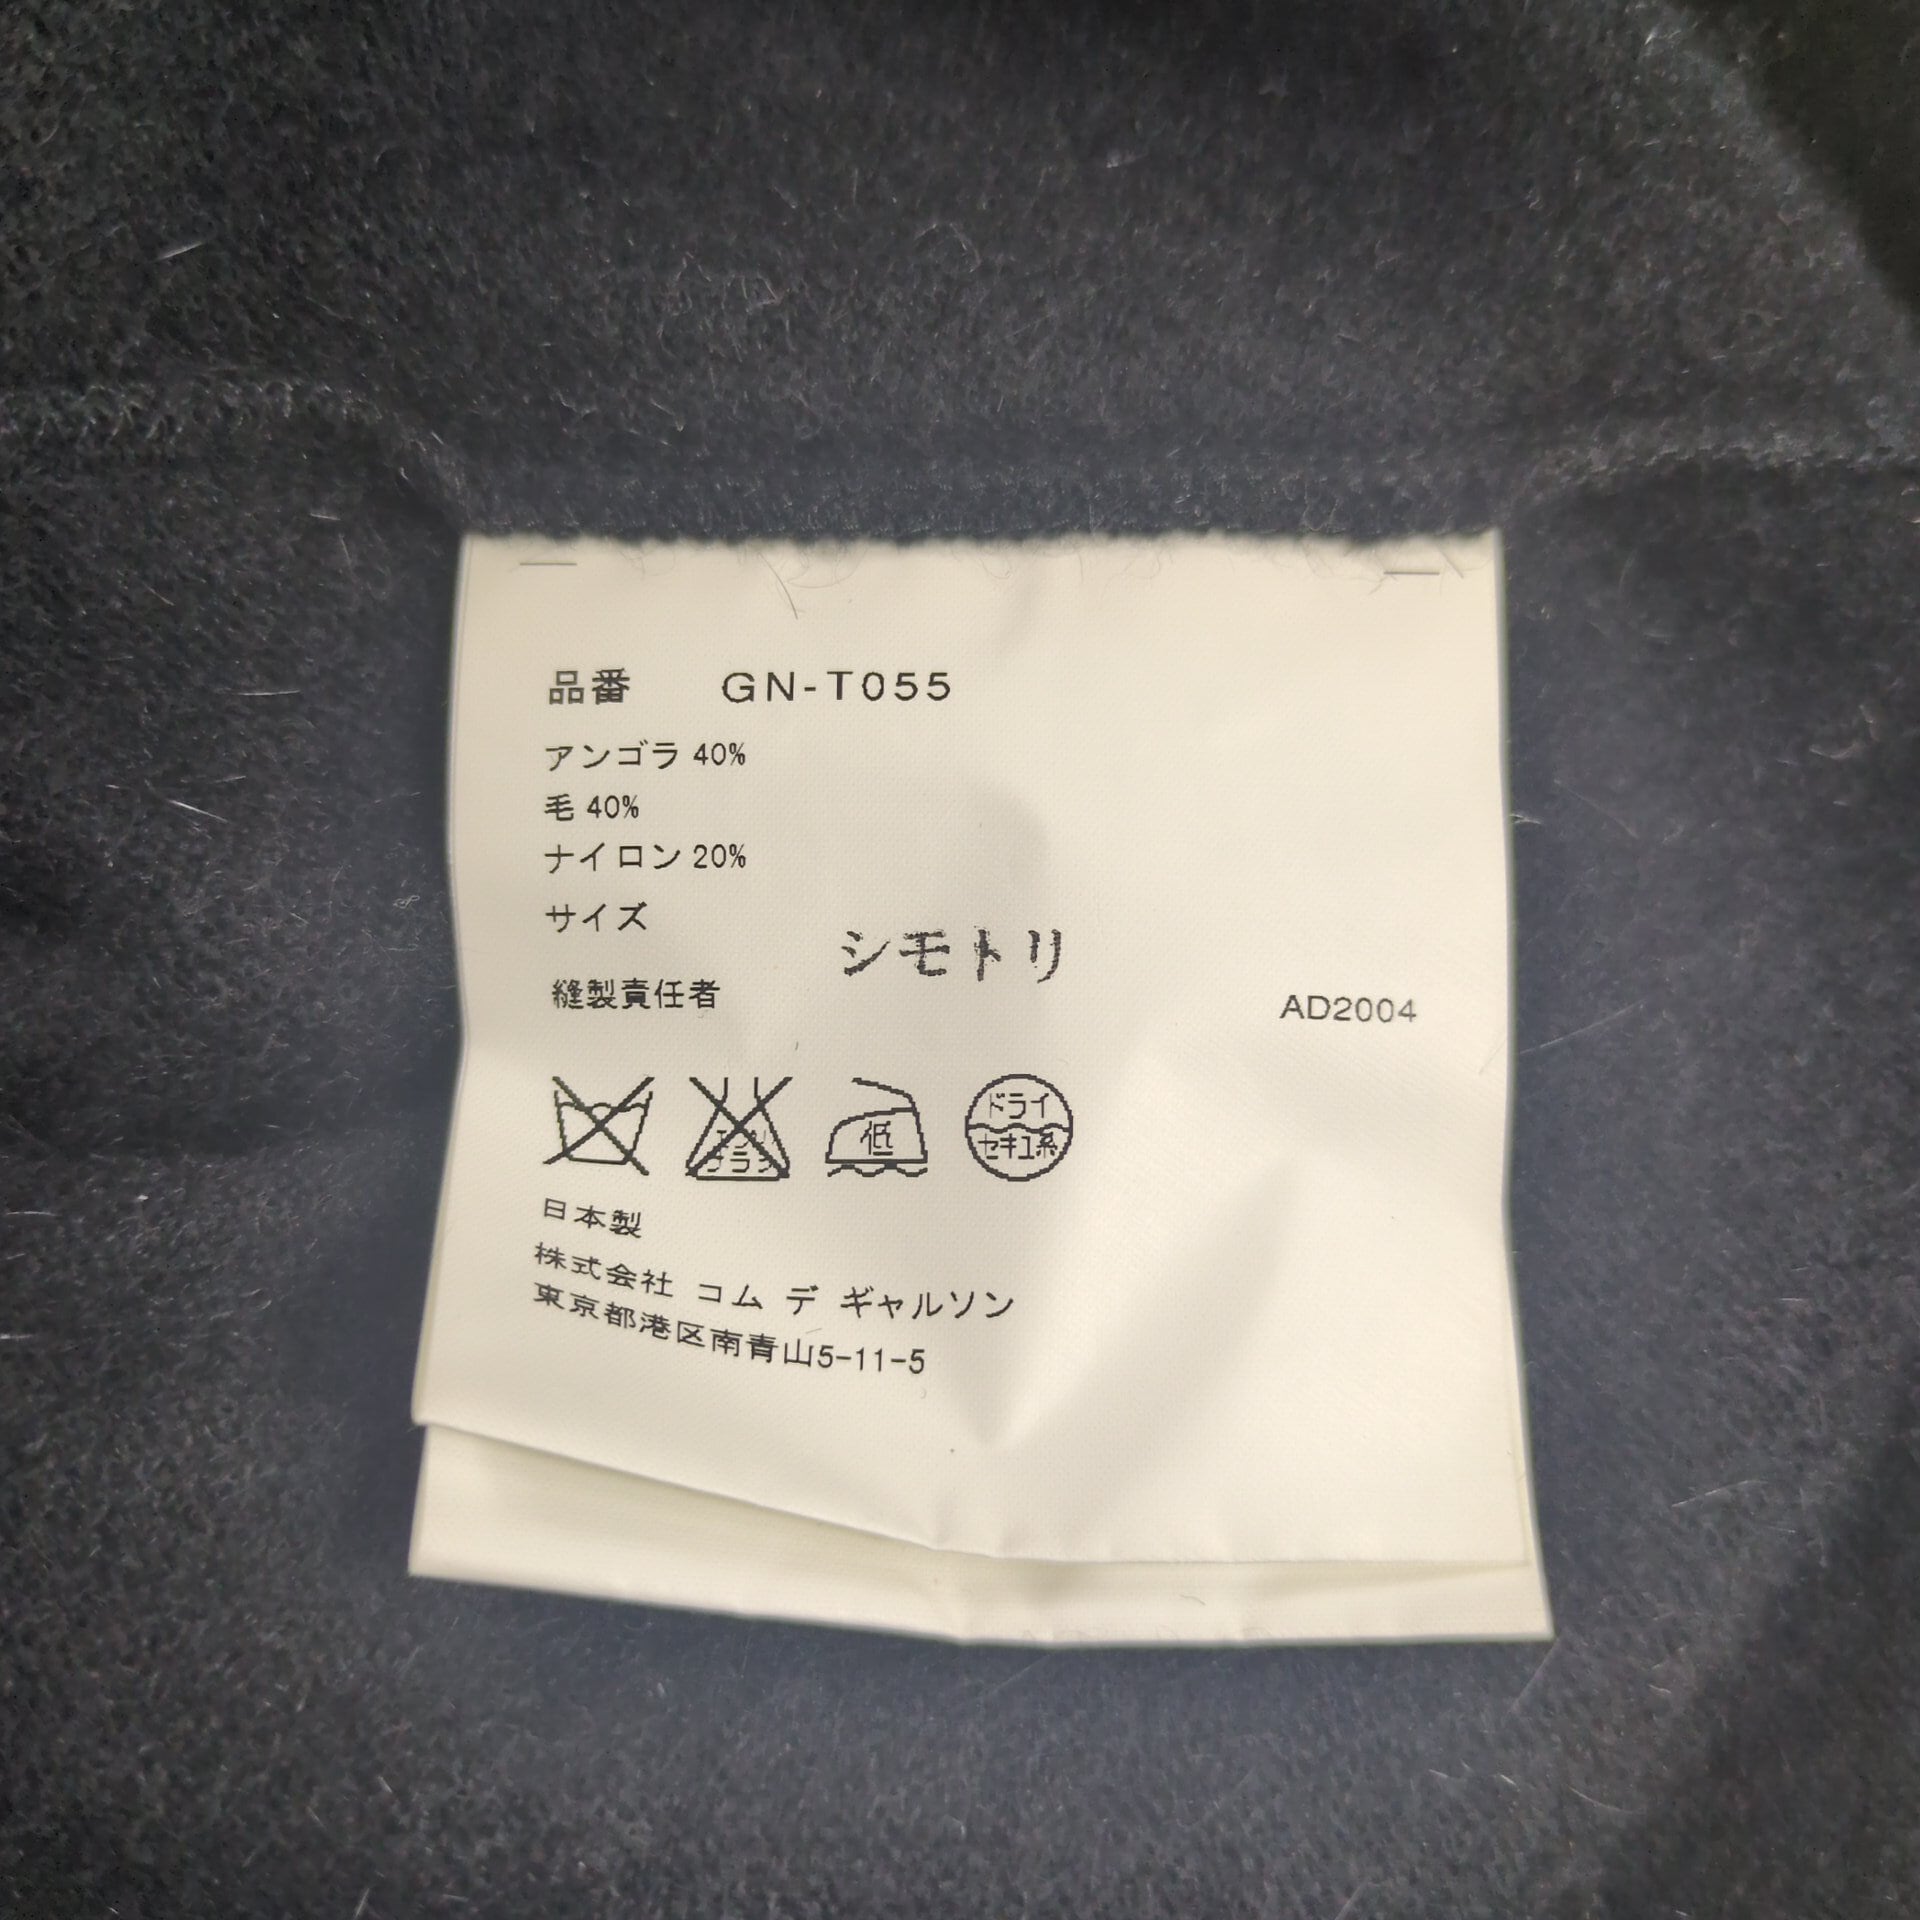 品番 GN-T055
アンゴラ 40%
毛 40%
ナイロン 20%
サイズ
シモトリ
縫製責任者
AD2004
低
ドライ
セキユ系
日本製
株式会社 コム デ ギャルソン
東京都港区南青山5-11-5